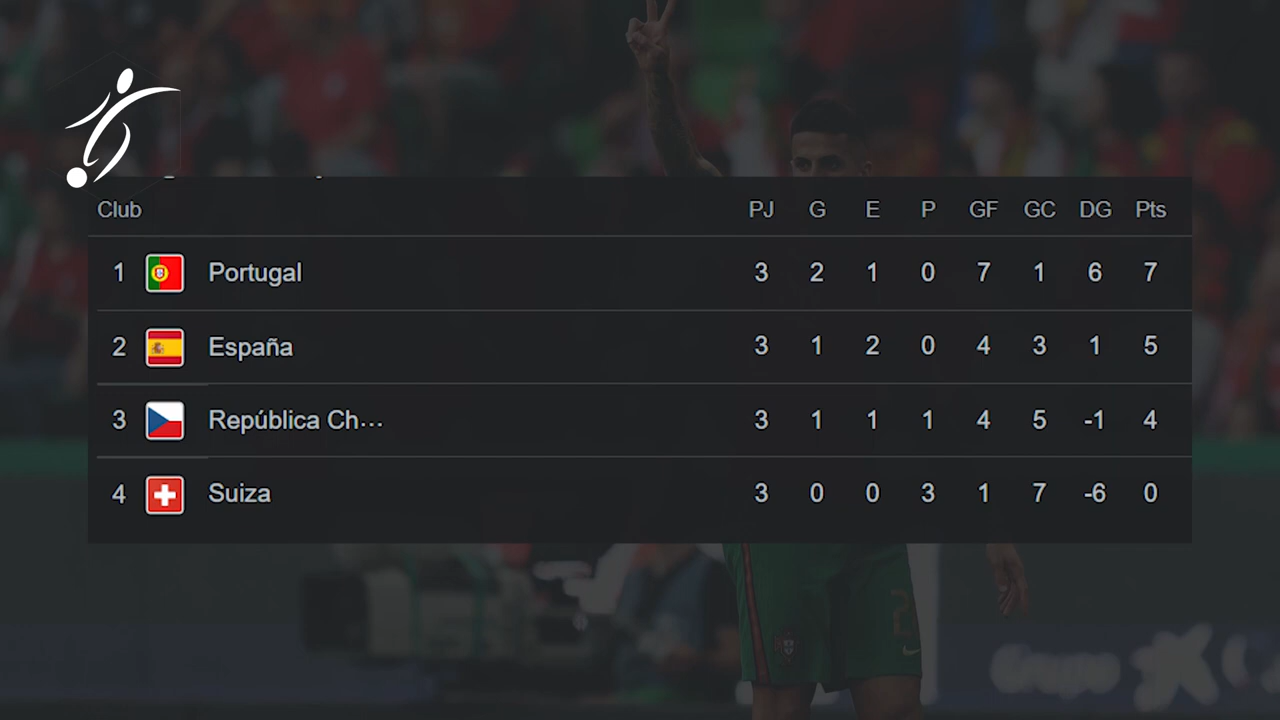 Club PJ G E P GF GC DG Pts
1 Portugal 3 2 1 0 7 1 6 7
2 España 3 1 2 0 4 3 1 5
3 República Ch... 3 1 1 1 4 5 -1 4
4 Suiza 3 0 0 3 1 7 -6 0
2
Grupo